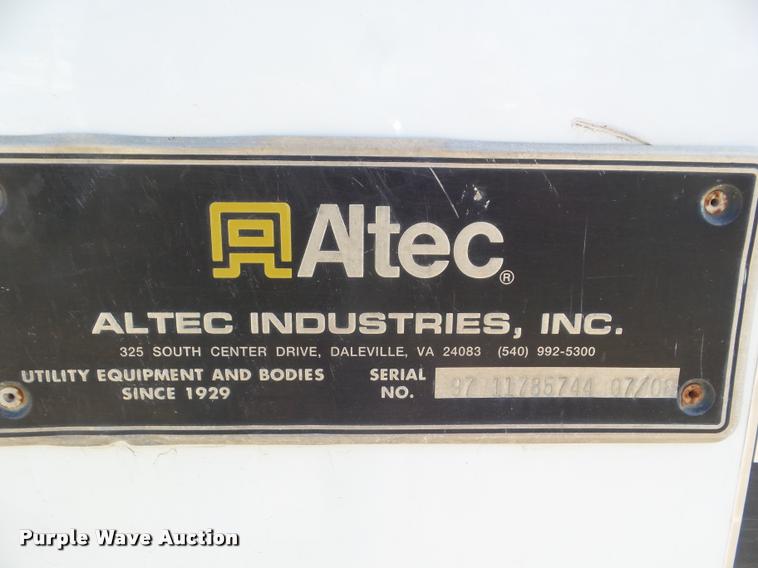 Altec®
ALTEC INDUSTRIES, INC.
325 SOUTH CENTER DRIVE, DALEVILLE, VA 24083 (540) 992-5300
UTILITY EQUIPMENT AND BODIES SINCE 1929
SERIAL NO. 97 11785744 07/08
Purple Wave Auction